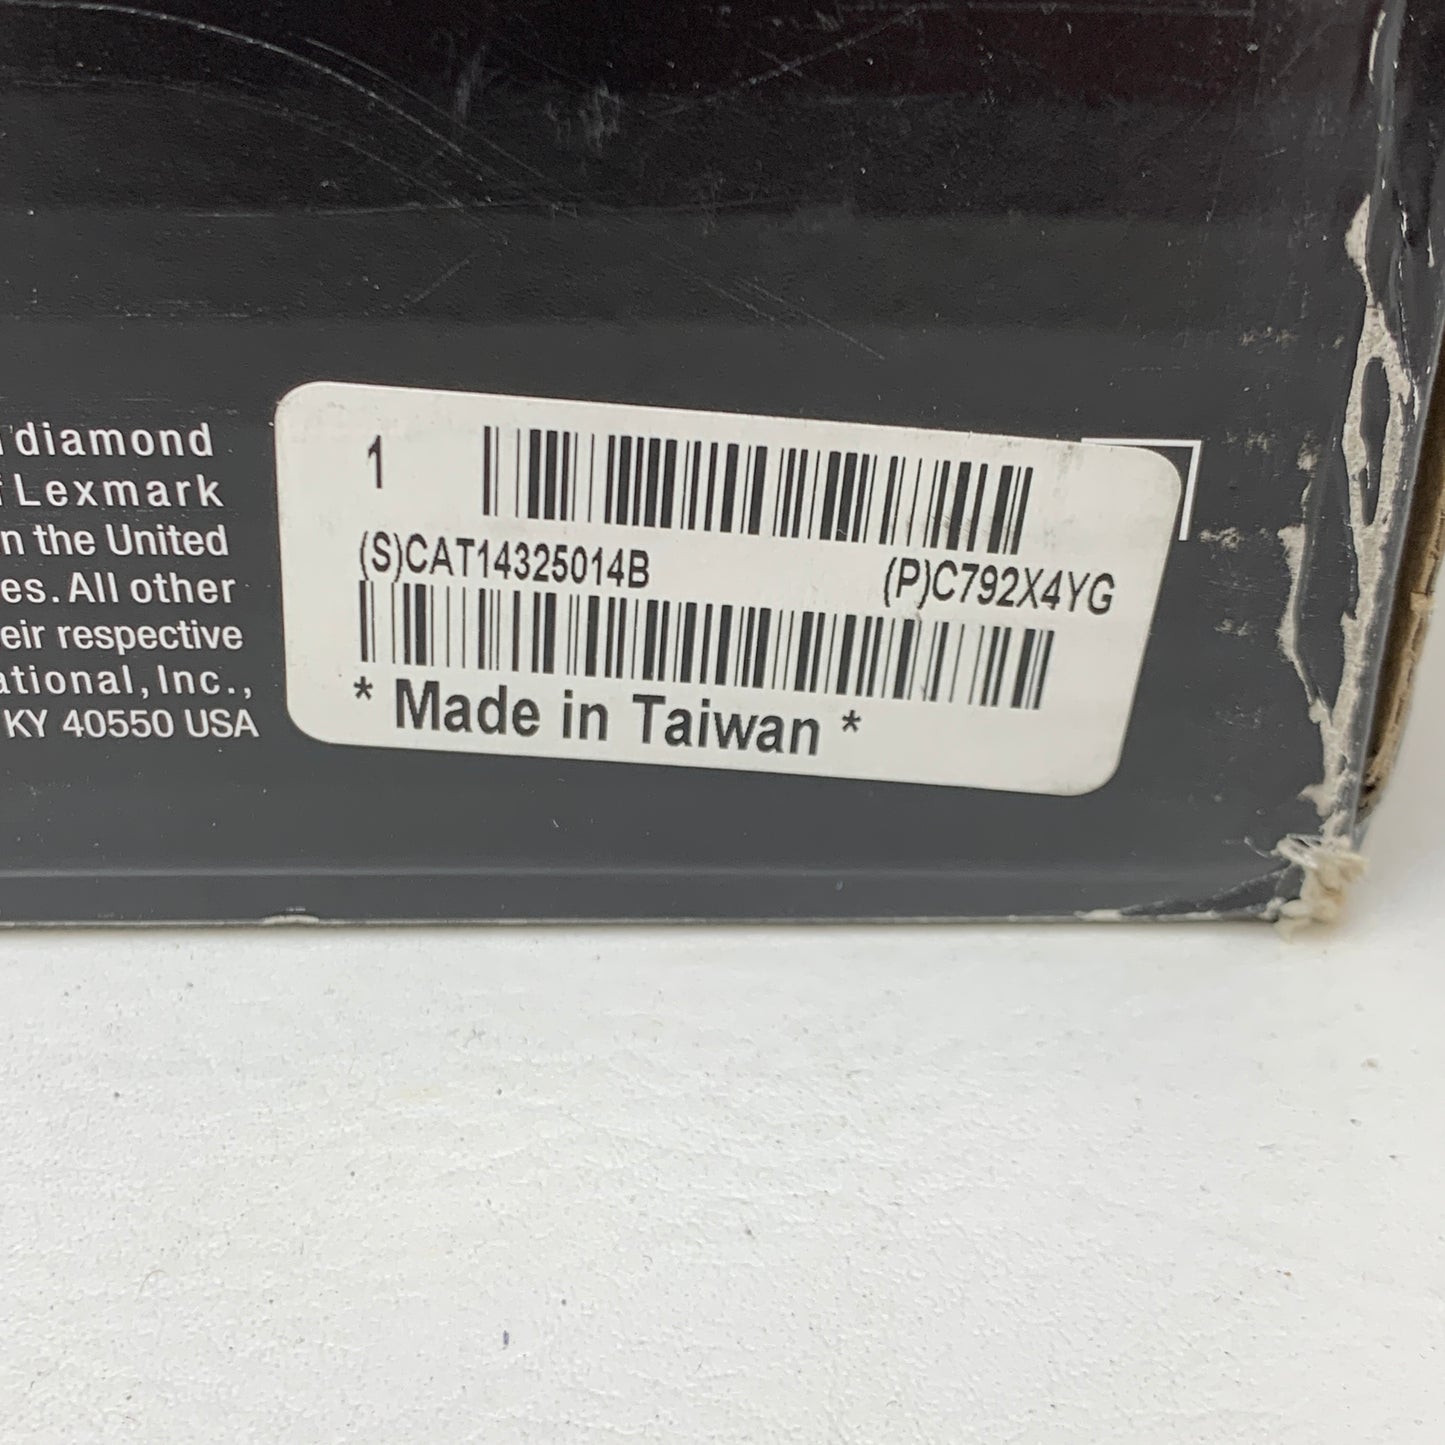 diamond
Lexmark
n the United
es. All other
eir respective
ational, Inc.,
KY 40550 USA
1
(S)CAT14325014B (P)C792X4YG
* Made in Taiwan *